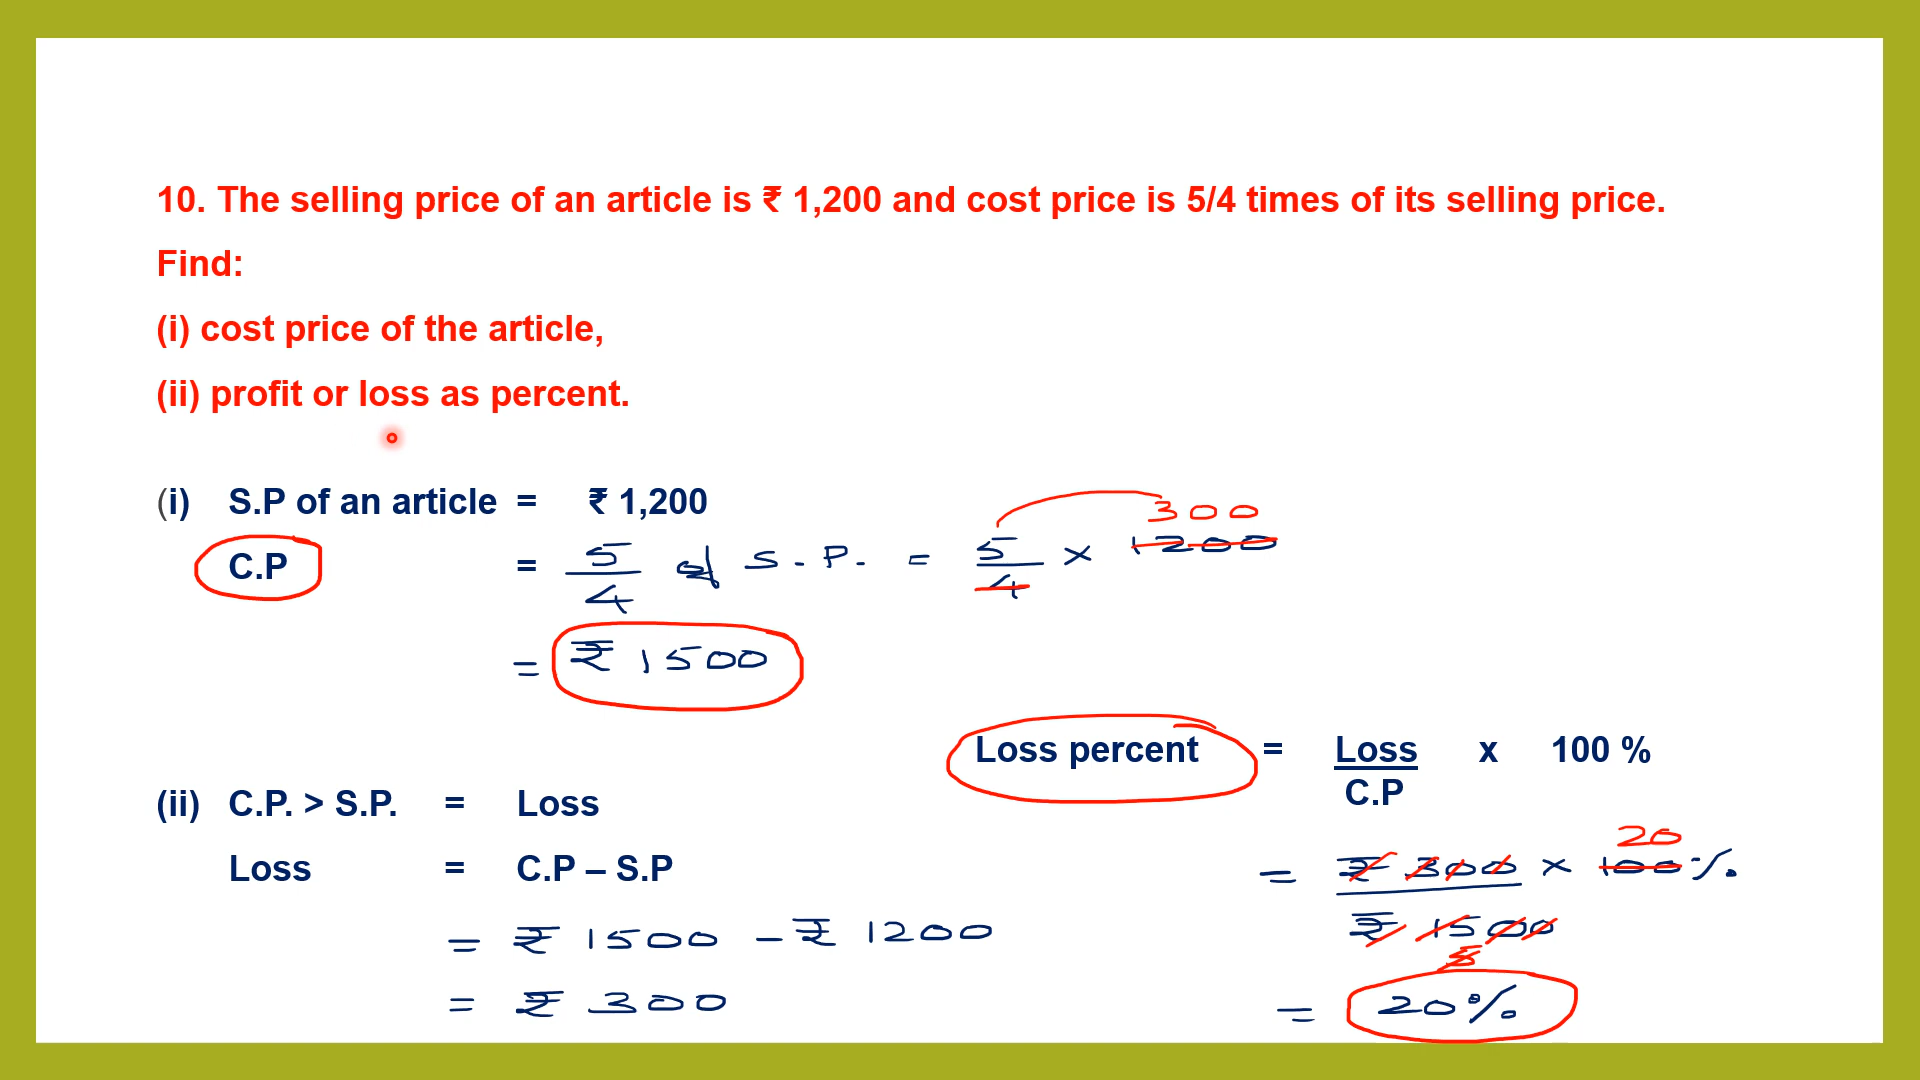 10. The selling price of an article is ₹ 1,200 and cost price is 5/4 times of its selling price.
Find:
(i) cost price of the article,
(ii) profit or loss as percent.
(i) S.P of an article = ₹ 1,200
C.P = 5/4 of S.P. = 5/4 × 1200 300
= ₹ 1500
(ii) C.P. > S.P. = Loss
Loss = C.P – S.P
= ₹ 1500 - ₹ 1200
= ₹ 300
Loss percent = Loss x 100 %
C.P
20
= ₹ 300 × 100 %
₹ 1500
5
= 20%